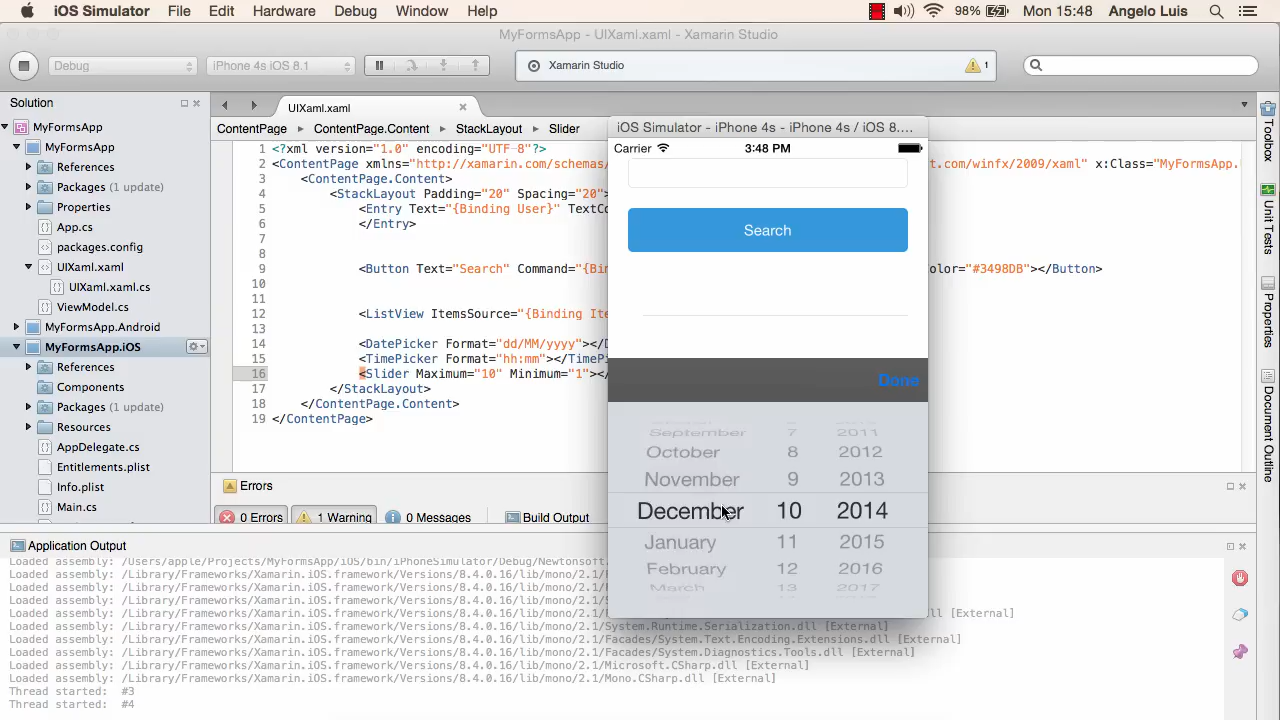 iOS Simulator File Edit Hardware Debug Window Help 98% Mon 15:48 Angelo Luis
MyFormsApp - UIXaml.xaml - Xamarin Studio
Debug iPhone 4s iOS 8.1 Xamarin Studio 1
Solution
UIXaml.xaml
MyFormsApp
MyFormsApp
References
Packages (1 update)
Properties
App.cs
packages.config
UIXaml.xaml
UIXaml.xaml.cs
ViewModel.cs
MyFormsApp.Android
MyFormsApp.iOS
References
Components
Packages (1 update)
Resources
AppDelegate.cs
Entitlements.plist
Info.plist
Main.cs
ContentPage ContentPage.Content StackLayout Slider
1 <?xml version="1.0" encoding="UTF-8"?>
2 <ContentPage xmlns="http://xamarin.com/schemas/ t.com/winfx/2009/xaml" x:Class="MyFormsApp.
3 <ContentPage.Content>
4 <StackLayout Padding="20" Spacing="20"
5 <Entry Text="{Binding User}" TextCo
6 </Entry>
7
8
9 <Button Text="Search" Command="{Bin olor="#3498DB"></Button>
10
11
12 <ListView ItemsSource="{Binding Ite
13
14 <DatePicker Format="dd/MM/yyyy"></D
15 <TimePicker Format="hh:mm"></TimePi
16 <Slider Maximum="10" Minimum="1"></
17 </StackLayout>
18 </ContentPage.Content>
19 </ContentPage>
iOS Simulator - iPhone 4s - iPhone 4s / iOS 8....
Carrier 3:48 PM
Search
Done
September 7 2011
October 8 2012
November 9 2013
December 10 2014
January 11 2015
February 12 2016
March 13 2017
Toolbox
Unit Tests
Properties
Document Outline
Errors
0 Errors 1 Warning 0 Messages Build Output
Application Output
Loaded assembly: /Users/apple/Projects/MyFormsApp/iOS/bin/iPhoneSimulator/Debug/Newtonsof
Loaded assembly: /Library/Frameworks/Xamarin.iOS.framework/Versions/8.4.0.16/lib/mono/2.1/
Loaded assembly: /Library/Frameworks/Xamarin.iOS.framework/Versions/8.4.0.16/lib/mono/2.1/
Loaded assembly: /Library/Frameworks/Xamarin.iOS.framework/Versions/8.4.0.16/lib/mono/2.1/
Loaded assembly: /Library/Frameworks/Xamarin.iOS.framework/Versions/8.4.0.16/lib/mono/2.1/ dll [External]
Loaded assembly: /Library/Frameworks/Xamarin.iOS.framework/Versions/8.4.0.16/lib/mono/2.1/System.Runtime.Serialization.dll [External]
Loaded assembly: /Library/Frameworks/Xamarin.iOS.framework/Versions/8.4.0.16/lib/mono/2.1/Facades/System.Text.Encoding.Extensions.dll [External]
Loaded assembly: /Library/Frameworks/Xamarin.iOS.framework/Versions/8.4.0.16/lib/mono/2.1/Facades/System.Diagnostics.Tools.dll [External]
Loaded assembly: /Library/Frameworks/Xamarin.iOS.framework/Versions/8.4.0.16/lib/mono/2.1/Microsoft.CSharp.dll [External]
Loaded assembly: /Library/Frameworks/Xamarin.iOS.framework/Versions/8.4.0.16/lib/mono/2.1/Mono.CSharp.dll [External]
Thread started: #3
Thread started: #4